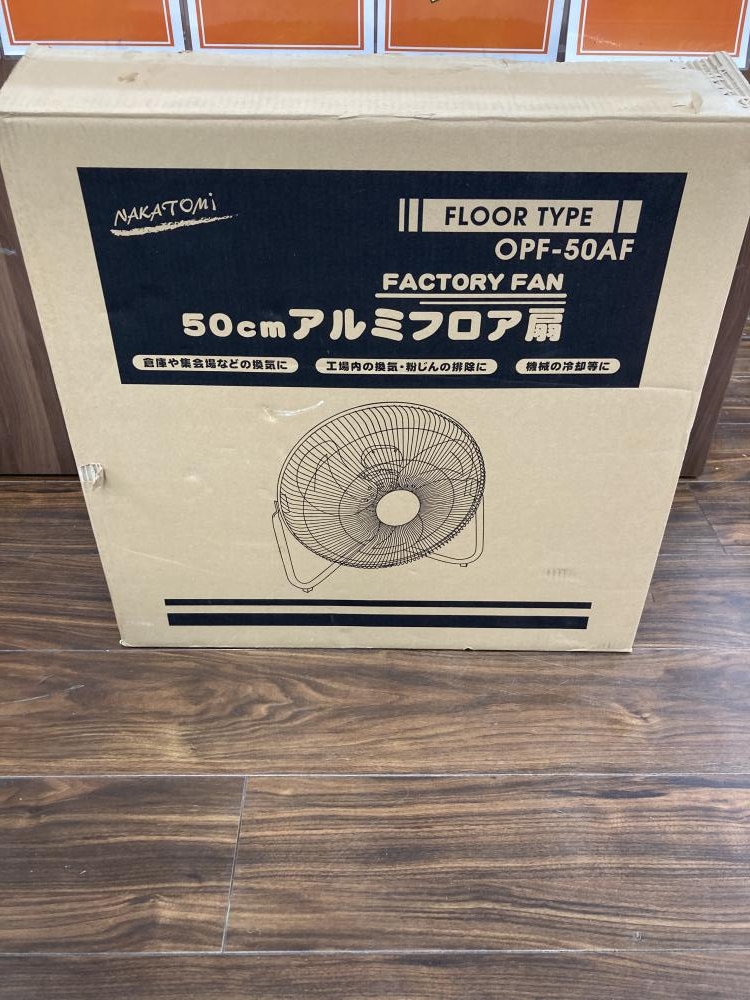 NAKATOMi
FLOOR TYPE
OPF-50AF
FACTORY FAN
50cmアルミフロア扇
倉庫や集会場などの換気に
工場内の換気・粉じんの排除に
機械の冷却等に